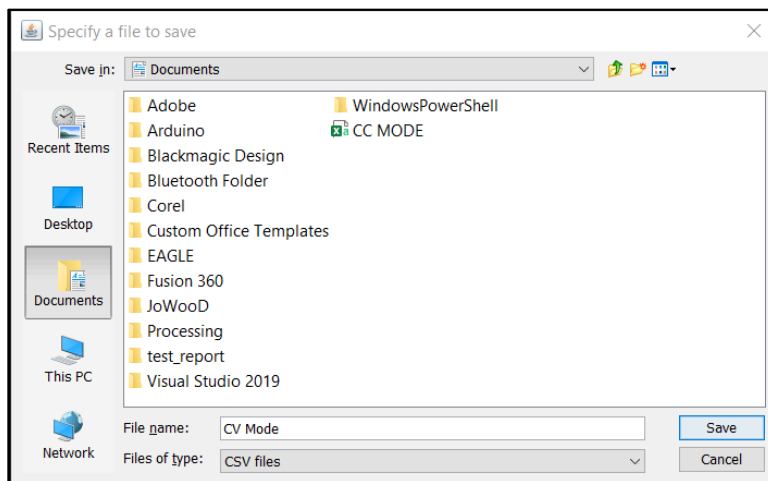 Specify a file to save
Save in: Documents
Recent Items
Desktop
Documents
This PC
Network
Adobe
Arduino
Blackmagic Design
Bluetooth Folder
Corel
Custom Office Templates
EAGLE
Fusion 360
JoWooD
Processing
test_report
Visual Studio 2019
WindowsPowerShell
CC MODE
File name: CV Mode
Save
Files of type: CSV files
Cancel